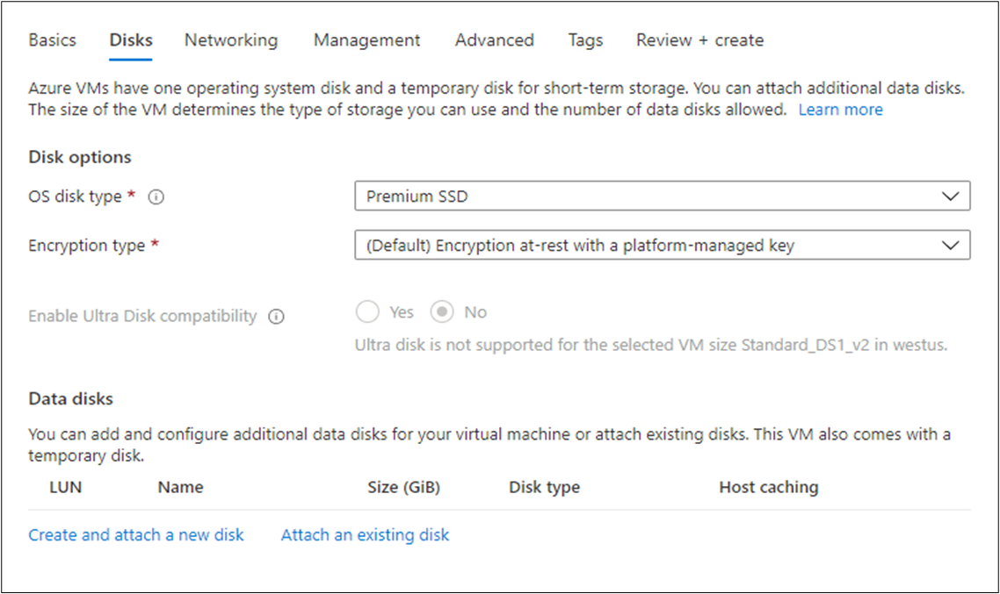 Basics Disks Networking Management Advanced Tags Review + create
Azure VMs have one operating system disk and a temporary disk for short-term storage. You can attach additional data disks.
The size of the VM determines the type of storage you can use and the number of data disks allowed. Learn more
Disk options
OS disk type * ⓘ Premium SSD
Encryption type * (Default) Encryption at-rest with a platform-managed key
Enable Ultra Disk compatibility ⓘ Yes No
Ultra disk is not supported for the selected VM size Standard_DS1_v2 in westus.
Data disks
You can add and configure additional data disks for your virtual machine or attach existing disks. This VM also comes with a
temporary disk.
LUN Name Size (GiB) Disk type Host caching
Create and attach a new disk Attach an existing disk